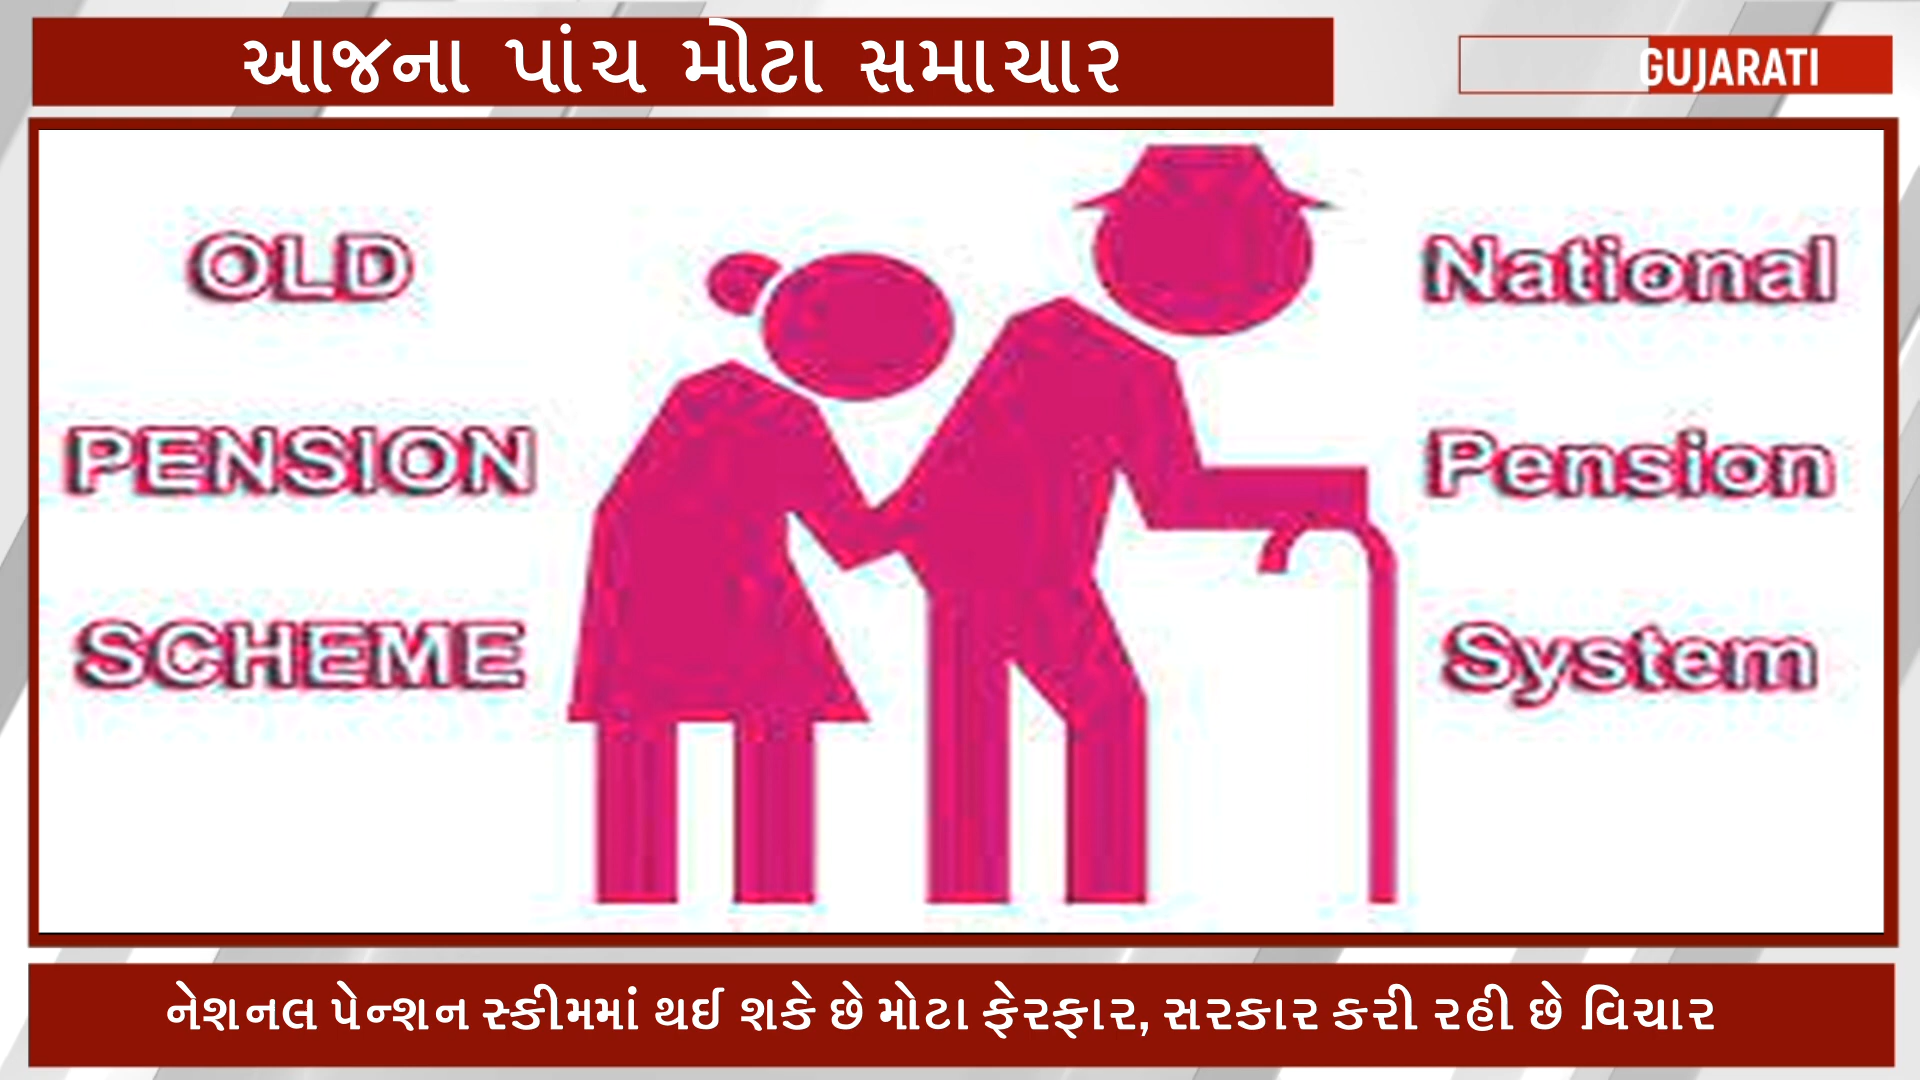 આજના પાંચ મોટા સમાચાર
GUJARATI
OLD
PENSION
SCHEME
National
Pension
System
નેશનલ પેન્શન સ્કીમમાં થઈ શકે છે મોટા ફેરફાર, સરકાર કરી રહી છે વિચાર